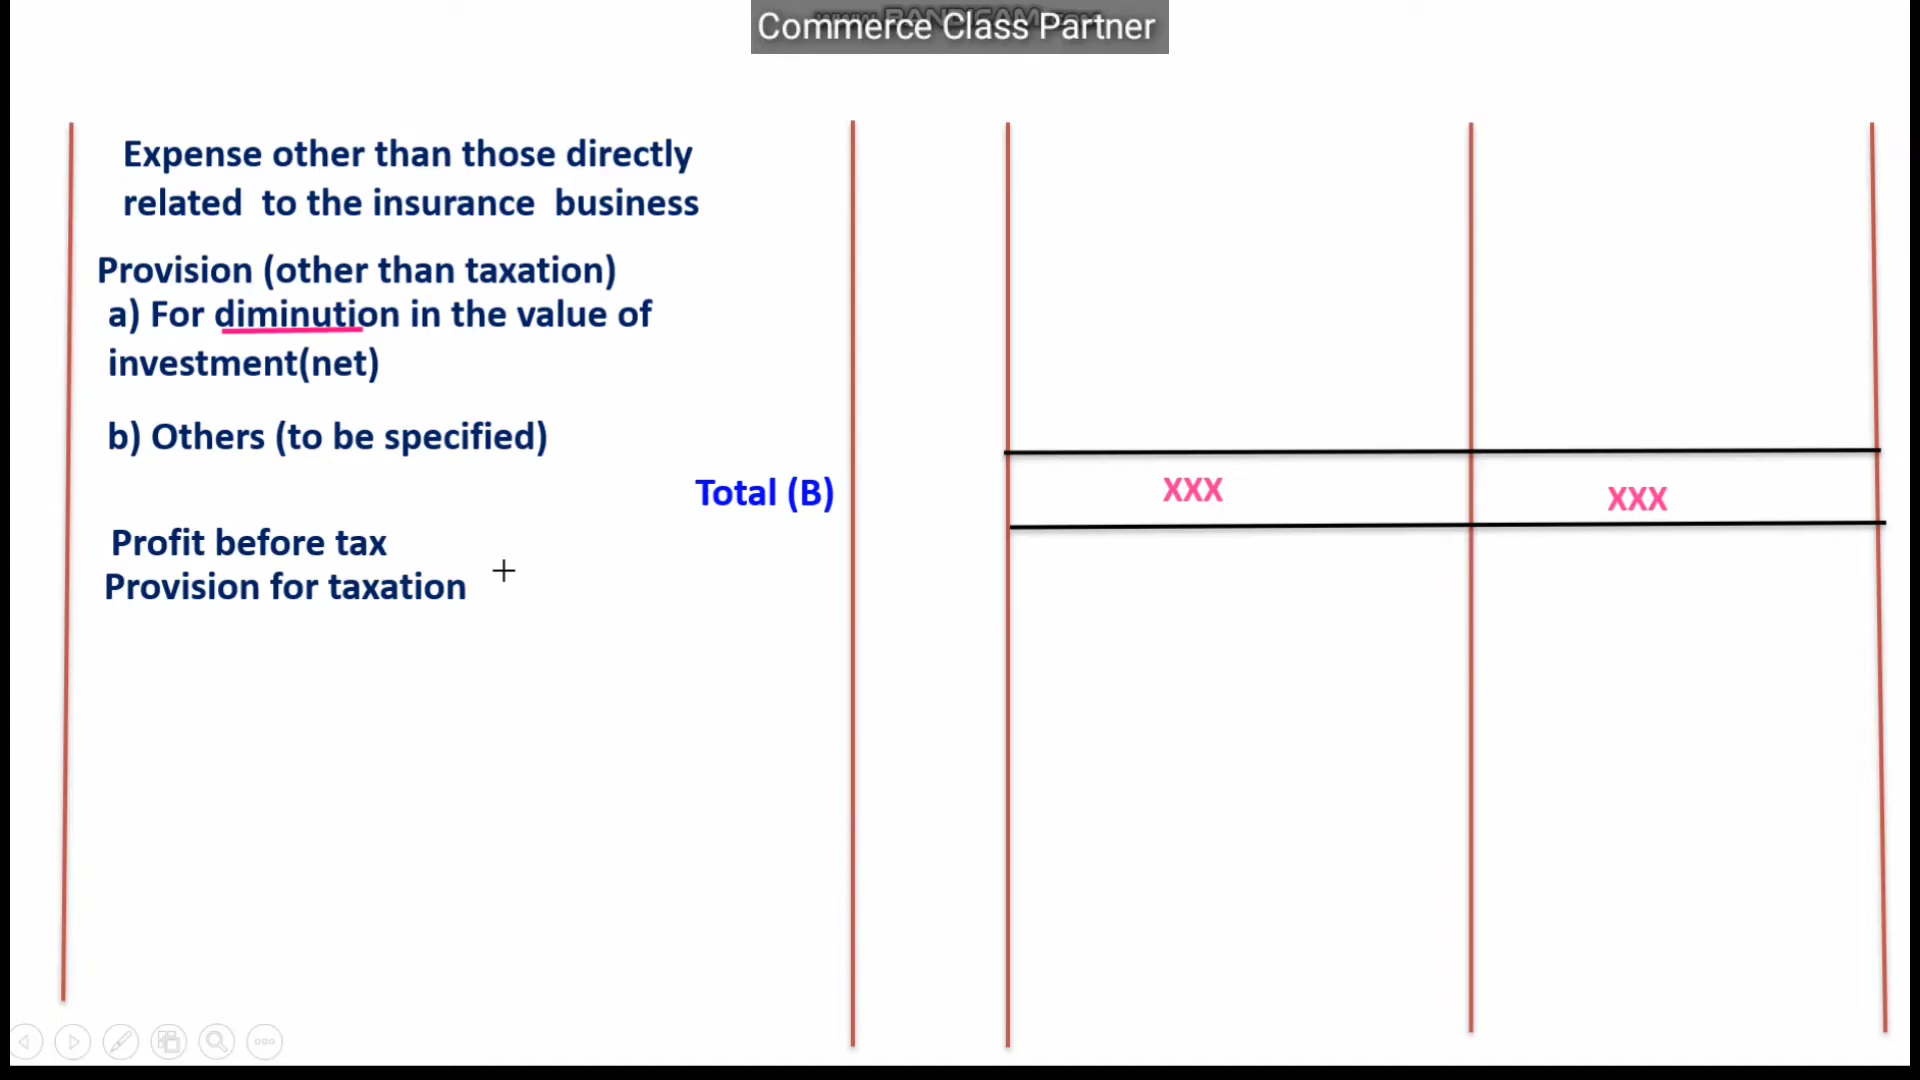 Commerce Class Partner
Expense other than those directly
related to the insurance business
Provision (other than taxation)
a) For diminution in the value of
investment(net)
b) Others (to be specified)
Total (B) XXX XXX
Profit before tax
Provision for taxation